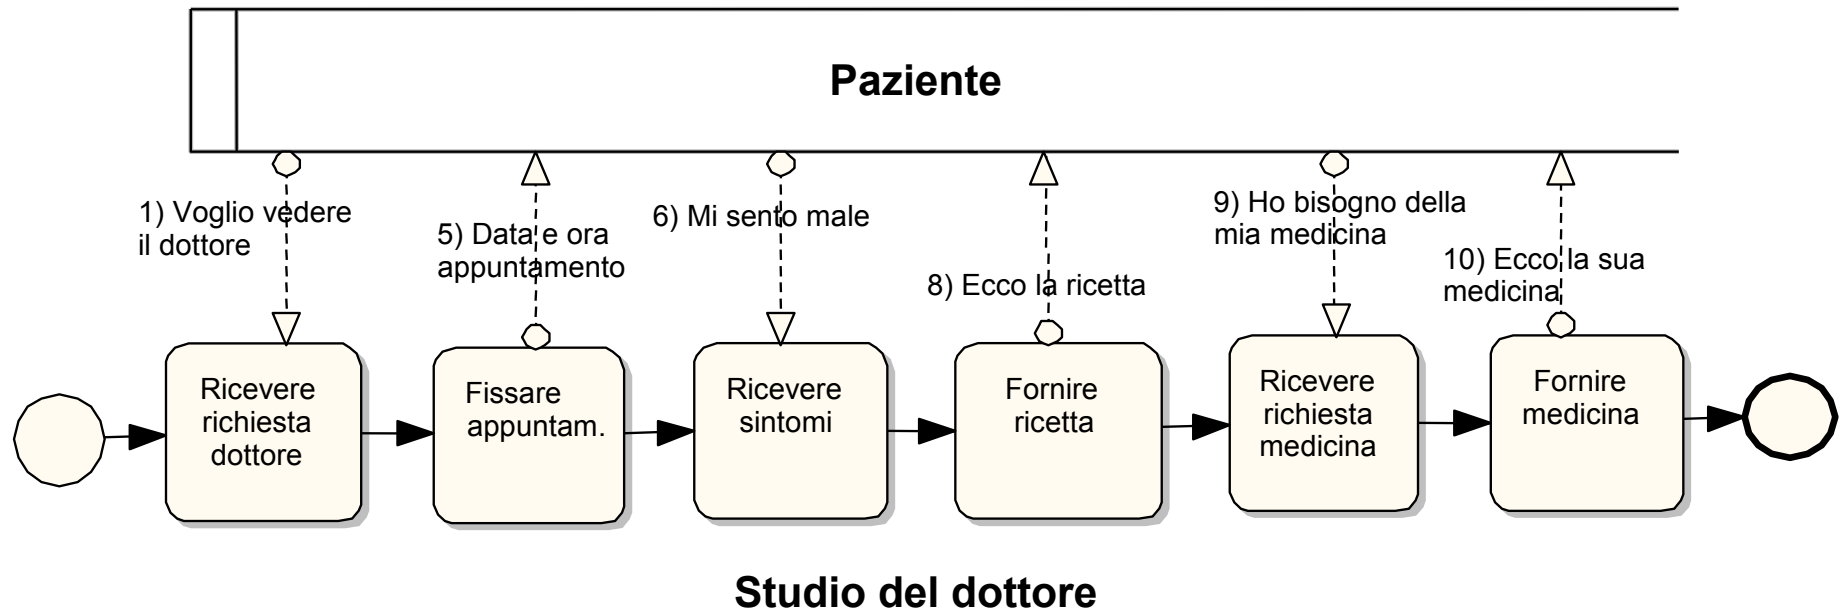 Paziente
1) Voglio vedere
il dottore
5) Data e ora
appuntamento
6) Mi sento male
8) Ecco la ricetta
9) Ho bisogno della
mia medicina
10) Ecco la sua
medicina
Ricevere
richiesta
dottore
Fissare
appuntam.
Ricevere
sintomi
Fornire
ricetta
Ricevere
richiesta
medicina
Fornire
medicina
Studio del dottore